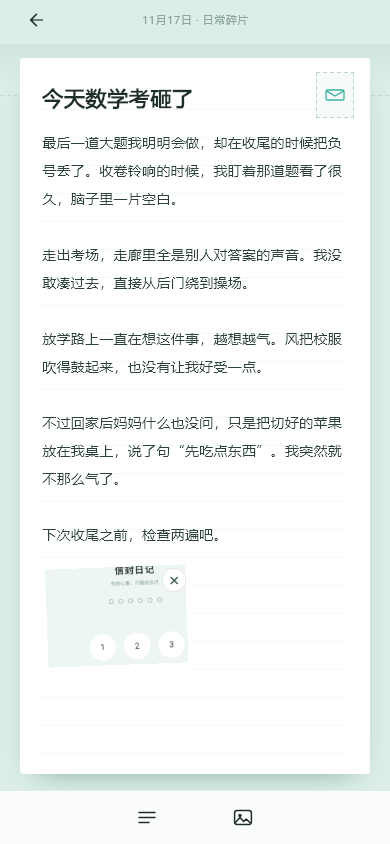 11月17日 · 日常碎片
今天数学考砸了
最后一道大题我明明会做，却在收尾的时候把负
号丢了。收卷铃响的时候，我盯着那道题看了很
久，脑子里一片空白。
走出考场，走廊里全是别人对答案的声音。我没
敢凑过去，直接从后门绕到操场。
放学路上一直在想这件事，越想越气。风把校服
吹得鼓起来，也没有让我好受一点。
不过回家后妈妈什么也没问，只是把切好的苹果
放在我桌上，说了句“先吃点东西”。我突然就
不那么气了。
下次收尾之前，检查两遍吧。
信封日记
1 2 3